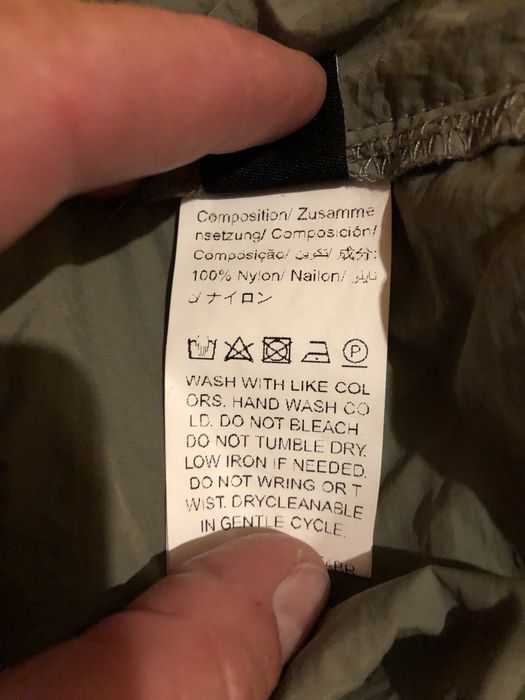 Composition/ Zusamme
nsetzung/ Composición/
Composição/ تكوين/ 成分:
100% Nylon/ Nailon/ نايلو
ن/ ナイロン
P
WASH WITH LIKE COL
ORS. HAND WASH CO
LD. DO NOT BLEACH.
DO NOT TUMBLE DRY.
LOW IRON IF NEEDED.
DO NOT WRING OR T
WIST. DRYCLEANABLE
IN GENTLE CYCLE.